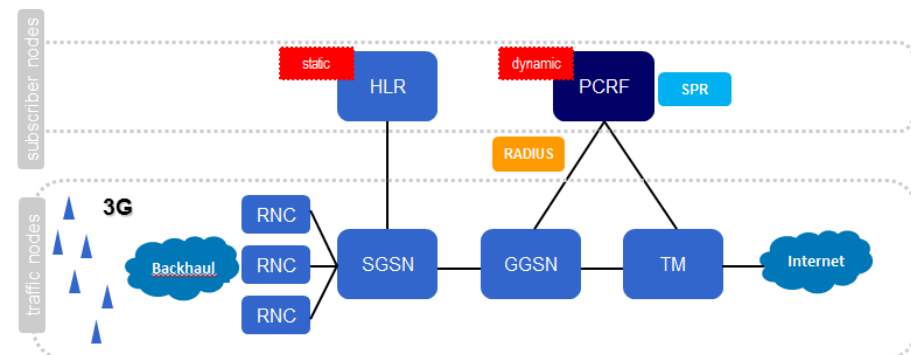 subscriber nodes
static
HLR
dynamic
PCRF
SPR
RADIUS
traffic nodes
3G
Backhaul
RNC
RNC
RNC
SGSN
GGSN
TM
Internet